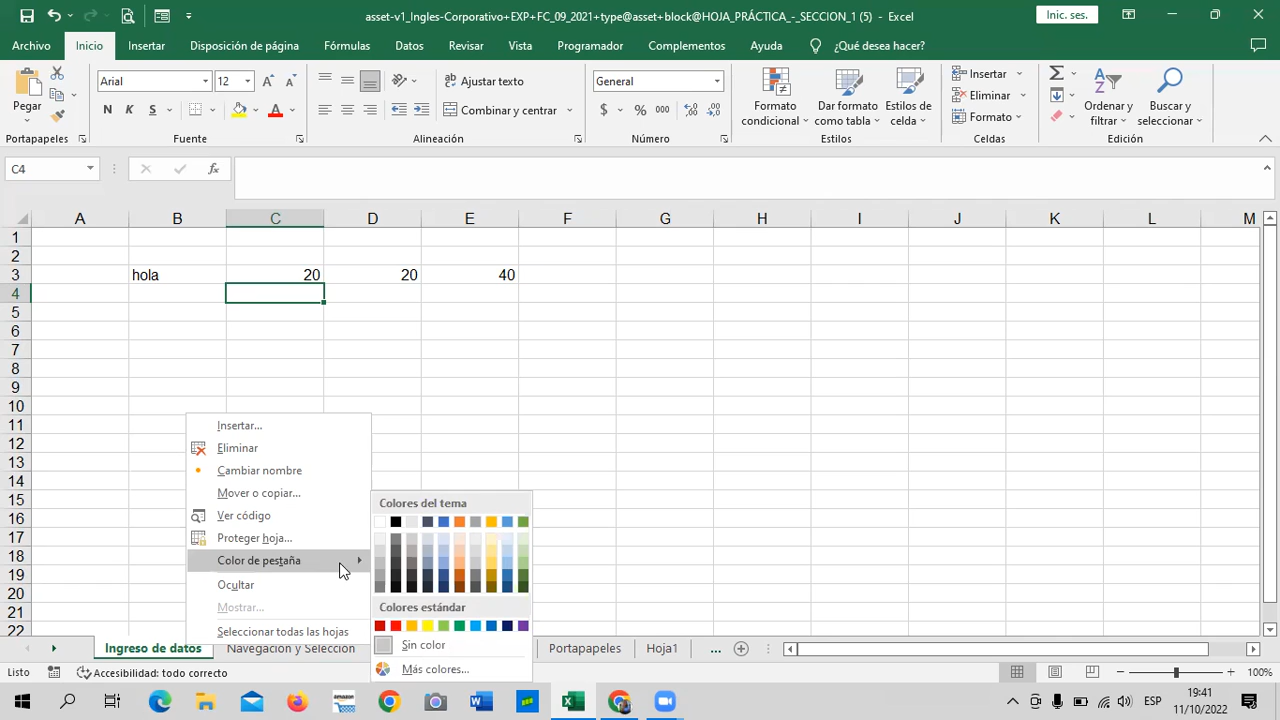 asset-v1_Ingles-Corporativo+EXP+FC_09_2021+type@asset+block@HOJA_PRÁCTICA_-_SECCION_1 (5) - Excel
Inic. ses.
Archivo Inicio Insertar Disposición de página Fórmulas Datos Revisar Vista Programador Complementos Ayuda ¿Qué desea hacer?
Pegar
Arial 12
N K S
Ajustar texto
Combinar y centrar
General
$ % 000
Formato condicional
Dar formato como tabla
Estilos de celda
Insertar
Eliminar
Formato
Ordenar y filtrar
Buscar y seleccionar
Portapapeles Fuente Alineación Número Estilos Celdas Edición
C4 fx
A B C D E F G H I J K L M
1
2
3 hola 20 20 40
4
5
6
7
8
9
10
11
12
13
14
15
16
17
18
19
20
21
22
Insertar...
Eliminar
Cambiar nombre
Mover o copiar...
Ver código
Proteger hoja...
Color de pestaña
Ocultar
Mostrar...
Seleccionar todas las hojas
Colores del tema
Colores estándar
Sin color
Más colores...
Ingreso de datos Navegación y Selección Portapapeles Hoja1 ...
Listo Accesibilidad: todo correcto 100%
amazon
ESP
19:41
11/10/2022